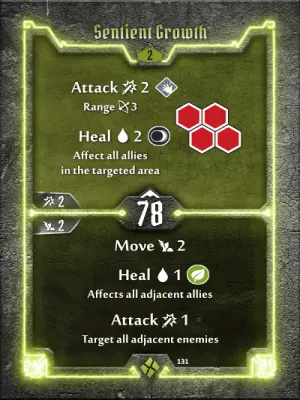 Sentient Growth
2
Attack 2
Range 3
Heal 2
Affect all allies
in the targeted area
2
78
2
Move 2
Heal 1
Affects all adjacent allies
Attack 1
Target all adjacent enemies
131